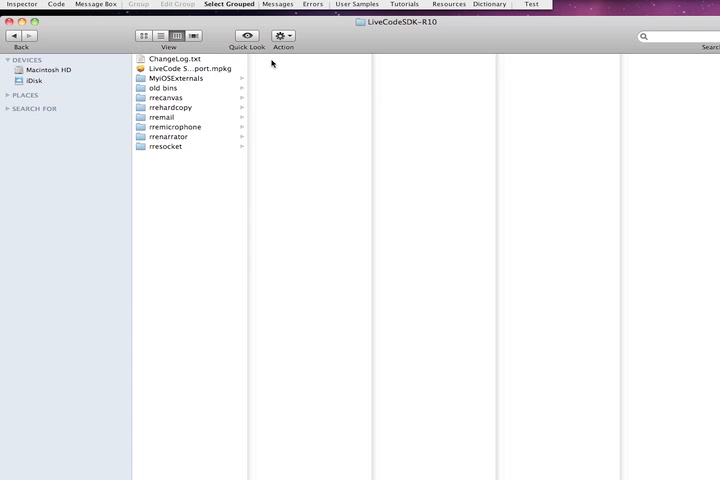 Inspector Code Message Box Group Edit Group Select Grouped Messages Errors User Samples Tutorials Resources Dictionary Test
LiveCodeSDK-R10
Back View Quick Look Action Searc
DEVICES
Macintosh HD
iDisk
PLACES
SEARCH FOR
ChangeLog.txt
LiveCode S...port.mpkg
MyiOSExternals
old bins
rrecanvas
rrehardcopy
rremail
rremicrophone
rrenarrator
rresocket